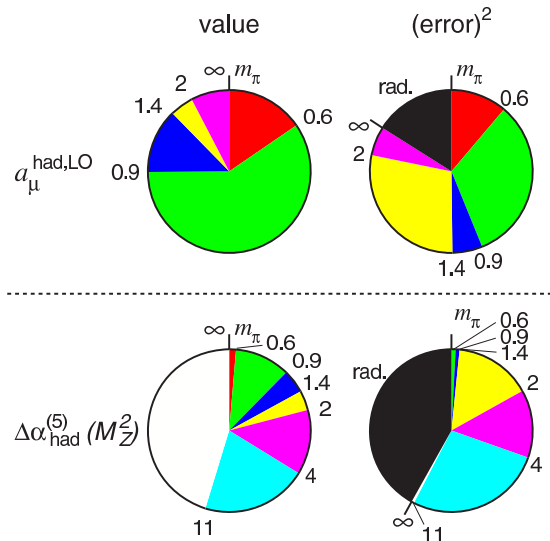 value (error)²
a_μ^{had,LO}
∞ m_π 0.6 0.9 1.4 2
rad. m_π 0.6 0.9 1.4 2 ∞
Δα_{had}^{(5)} (M_Z^2)
∞ m_π 0.6 0.9 1.4 2 4 11
rad. m_π 0.6 0.9 1.4 2 4 11 ∞